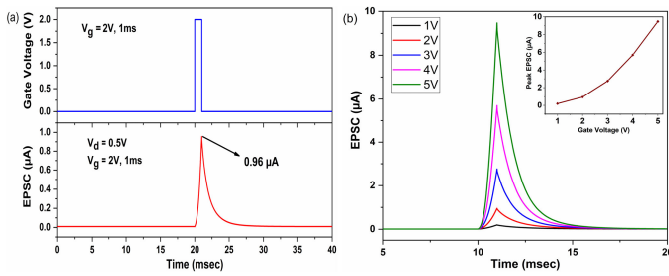 (a)
V_g = 2V, 1ms
Gate Voltage (V)
2.0
1.5
1.0
0.5
0.0
V_d = 0.5V
V_g = 2V, 1ms
0.96 µA
EPSC (µA)
1.0
0.8
0.6
0.4
0.2
0.0
0 5 10 15 20 25 30 35 40
Time (msec)
(b)
1V
2V
3V
4V
5V
EPSC (µA)
10
8
6
4
2
0
5 10 15 20
Time (msec)
Peak EPSC (µA)
10
8
6
4
2
0
1 2 3 4 5
Gate Voltage (V)